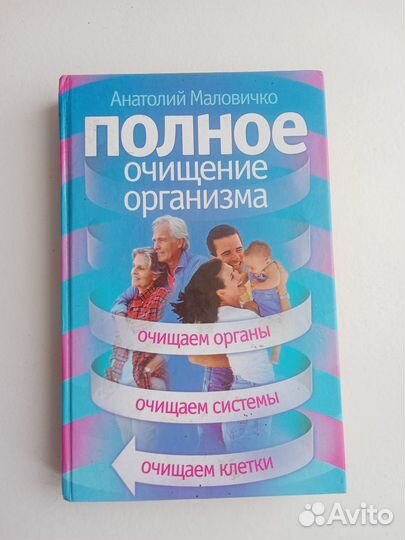 Анатолий Маловичко
ПОЛНОЕ
очищение
организма
очищаем органы
очищаем системы
очищаем клетки
Avito